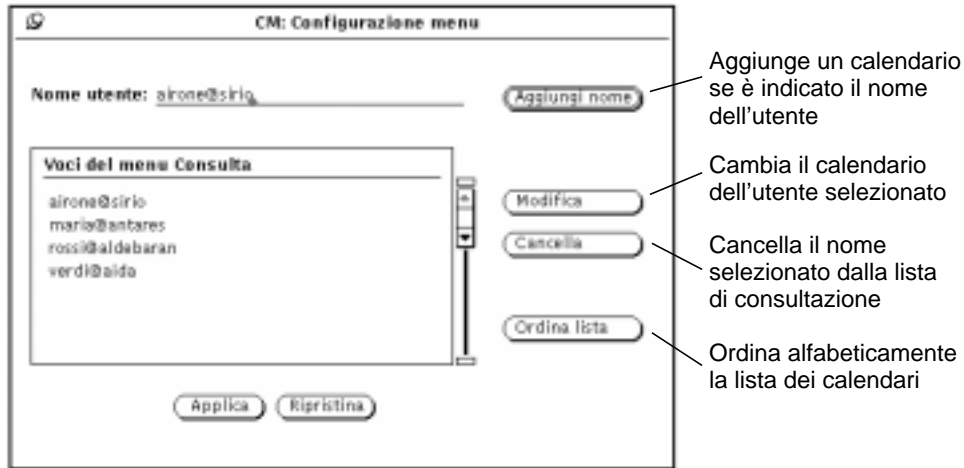 CM: Configurazione menu
Nome utente: airone@sirio
Aggiungi nome
Aggiunge un calendario
se è indicato il nome
dell'utente
Voci del menu Consulta
airone@sirio
maria@antares
rossi@aldebaran
verdi@aida
Modifica
Cambia il calendario
dell'utente selezionato
Cancella
Cancella il nome
selezionato dalla lista
di consultazione
Ordina lista
Ordina alfabeticamente
la lista dei calendari
Applica
Ripristina